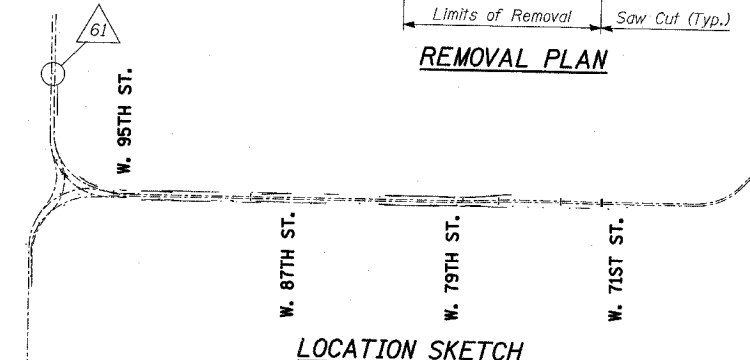 Limits of Removal
Saw Cut (Typ.)
61
REMOVAL PLAN
W. 95TH ST.
W. 87TH ST.
W. 79TH ST.
W. 71ST ST.
LOCATION SKETCH